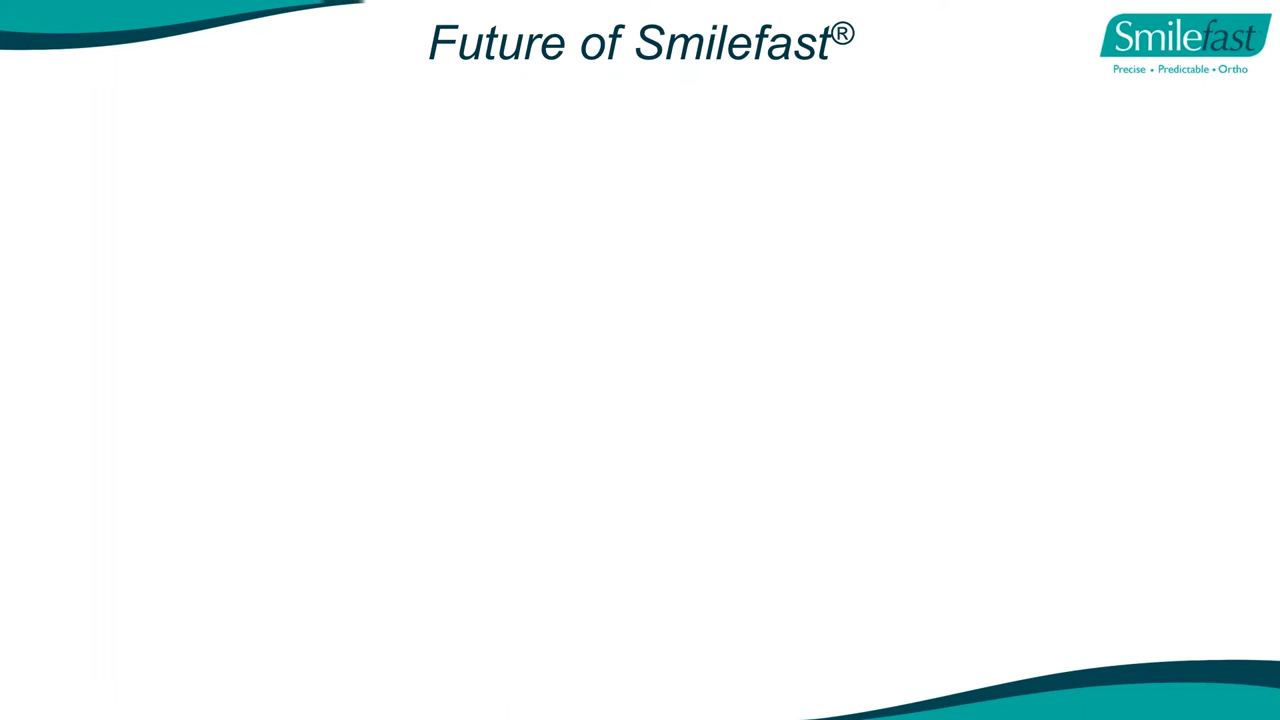 Future of Smilefast®
Smilefast
Precise • Predictable • Ortho